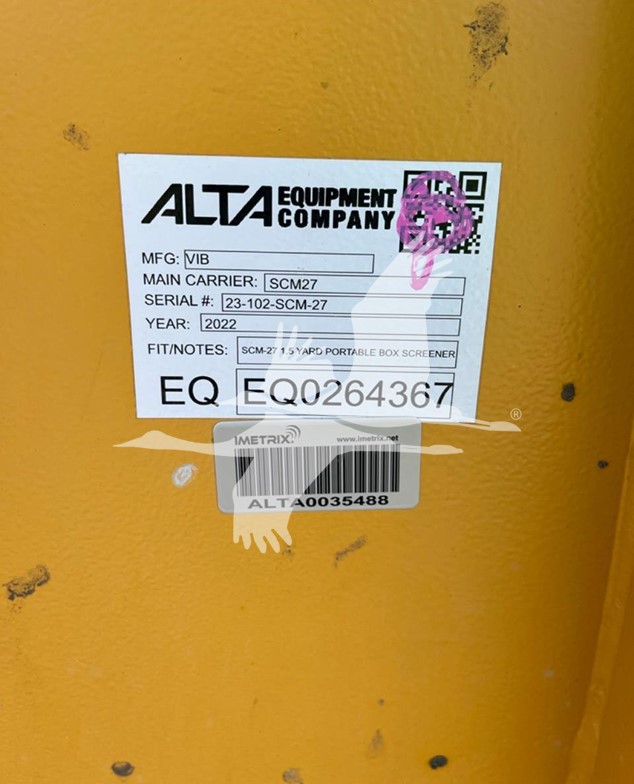 ALTA EQUIPMENT COMPANY
MFG: VIB
MAIN CARRIER: SCM27
SERIAL #: 23-102-SCM-27
YEAR: 2022
FIT/NOTES: SCM-27 1.5 YARD PORTABLE BOX SCREENER
EQ EQ0264367
®
IMETRIX www.imetrix.net
ALTA0035488